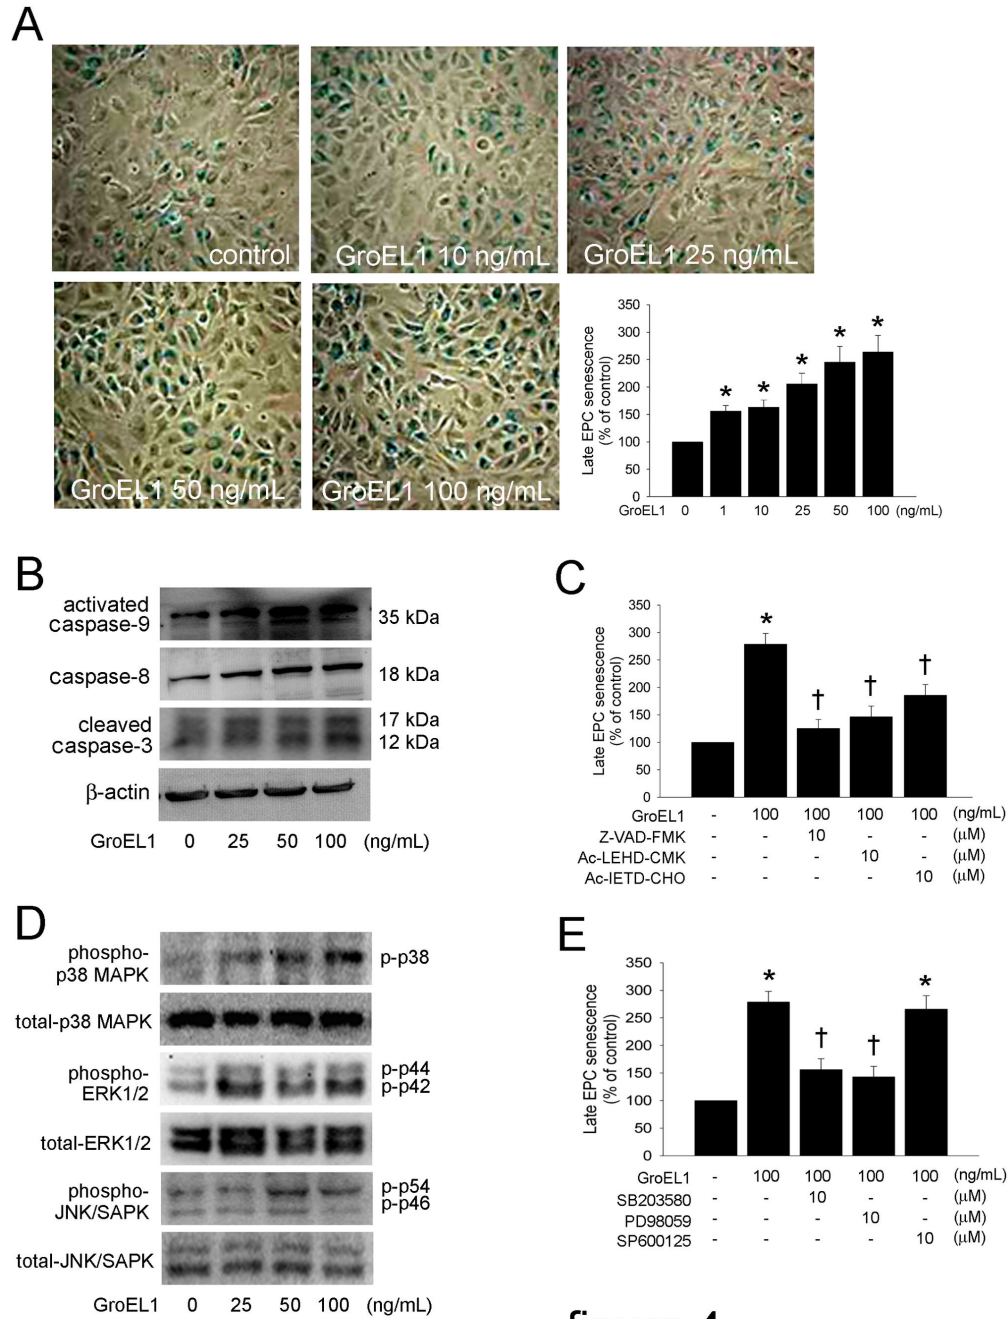 A
control
GroEL1 10 ng/mL
GroEL1 25 ng/mL
GroEL1 50 ng/mL
GroEL1 100 ng/mL
Late EPC senescence
(% of control)
350
300
250
200
150
100
50
0
* * * * *
GroEL1 0 1 10 25 50 100 (ng/mL)
B
activated
caspase-9
35 kDa
caspase-8
18 kDa
cleaved
caspase-3
17 kDa
12 kDa
β-actin
GroEL1 0 25 50 100 (ng/mL)
C
Late EPC senescence
(% of control)
350
300
250
200
150
100
50
0
* † † †
GroEL1 - 100 100 100 100 (ng/mL)
Z-VAD-FMK - - 10 - - (μM)
Ac-LEHD-CMK - - - 10 - (μM)
Ac-IETD-CHO - - - - 10 (μM)
D
phospho-
p38 MAPK
p-p38
total-p38 MAPK
phospho-
ERK1/2
p-p44
p-p42
total-ERK1/2
phospho-
JNK/SAPK
p-p54
p-p46
total-JNK/SAPK
GroEL1 0 25 50 100 (ng/mL)
E
Late EPC senescence
(% of control)
350
300
250
200
150
100
50
0
* † † *
GroEL1 - 100 100 100 100 (ng/mL)
SB203580 - - 10 - - (μM)
PD98059 - - - 10 - (μM)
SP600125 - - - - 10 (μM)